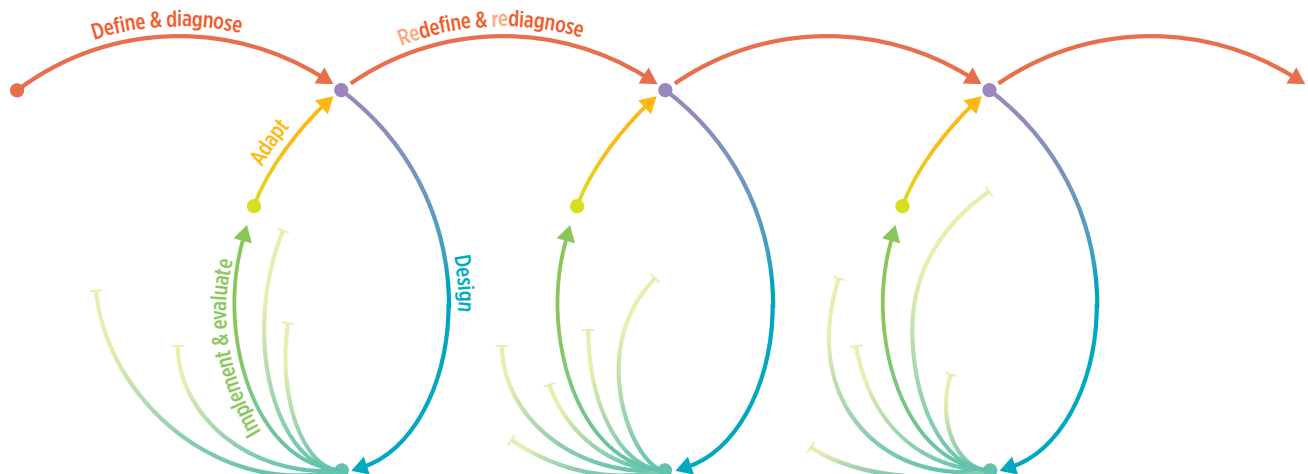 Define & diagnose
Redefine & rediagnose
Adapt
Implement & evaluate
Design